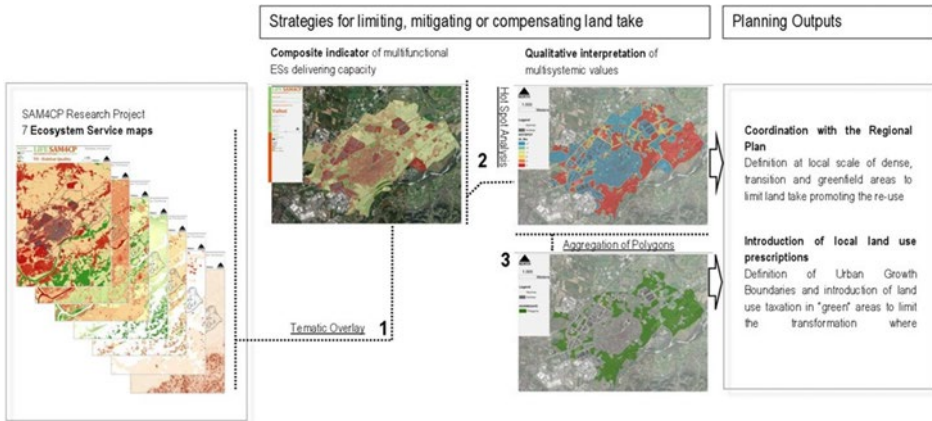 Strategies for limiting, mitigating or compensating land take
Planning Outputs
Composite indicator of multifunctional
ESs delivering capacity
Qualitative interpretation of
multisystemic values
SAM4CP Research Project
7 Ecosystem Service maps
LIFE SAM4CP
Hot Spot Analysis
2
Coordination with the Regional
Plan
Definition at local scale of dense,
transition and greenfield areas to
limit land take promoting the re-use
Aggregation of Polygons
3
Introduction of local land use
prescriptions
Definition of Urban Growth
Boundaries and introduction of land
use taxation in "green" areas to limit
the transformation where
Tematic Overlay
1